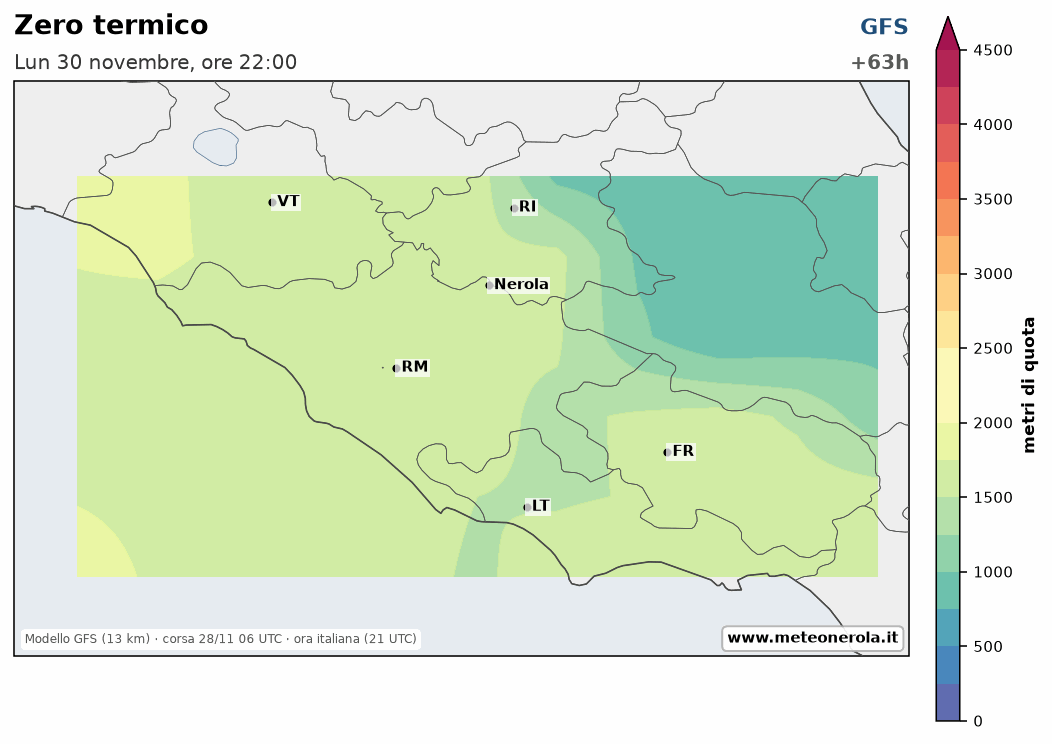 Zero termico
GFS
Lun 30 novembre, ore 22:00
+63h
4500
4000
3500
3000
2500
2000
1500
1000
500
0
metri di quota
VT
RI
Nerola
RM
FR
LT
Modello GFS (13 km) · corsa 28/11 06 UTC · ora italiana (21 UTC)
www.meteonerola.it